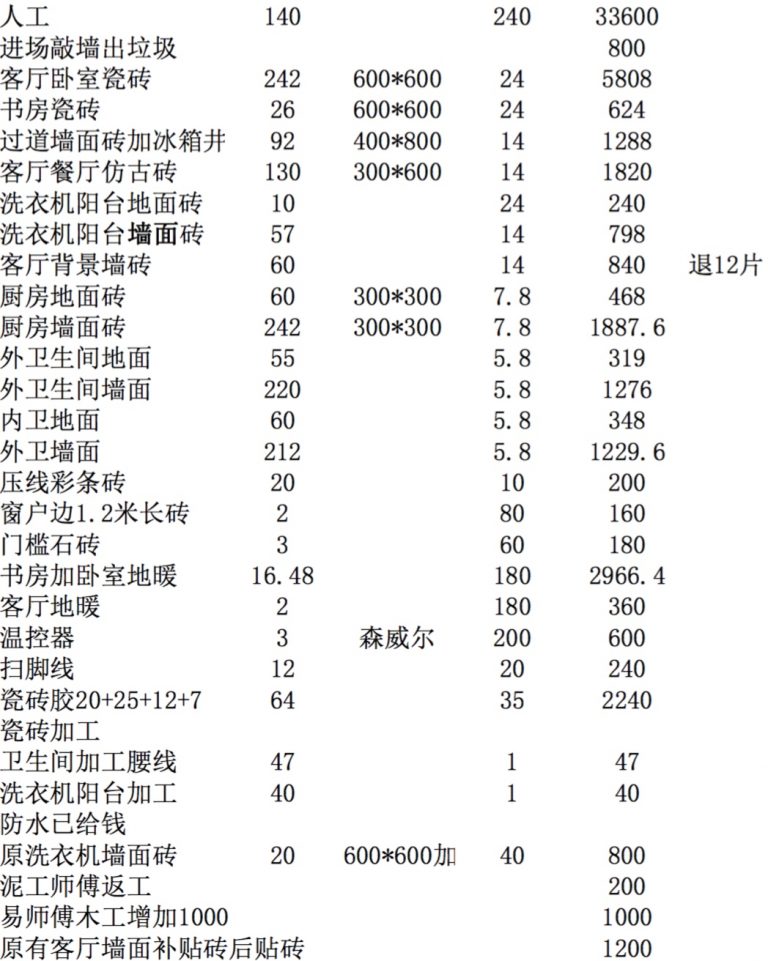 人工 140 240 33600
进场敲墙出垃圾 800
客厅卧室瓷砖 242 600*600 24 5808
书房瓷砖 26 600*600 24 624
过道墙面砖加冰箱井 92 400*800 14 1288
客厅餐厅仿古砖 130 300*600 14 1820
洗衣机阳台地面砖 10 24 240
洗衣机阳台墙面砖 57 14 798
客厅背景墙砖 60 14 840 退12片
厨房地面砖 60 300*300 7.8 468
厨房墙面砖 242 300*300 7.8 1887.6
外卫生间地面 55 5.8 319
外卫生间墙面 220 5.8 1276
内卫地面 60 5.8 348
外卫墙面 212 5.8 1229.6
压线彩条砖 20 10 200
窗户边1.2米长砖 2 80 160
门槛石砖 3 60 180
书房加卧室地暖 16.48 180 2966.4
客厅地暖 2 180 360
温控器 3 森威尔 200 600
扫脚线 12 20 240
瓷砖胶20+25+12+7 64 35 2240
瓷砖加工
卫生间加工腰线 47 1 47
洗衣机阳台加工 40 1 40
防水已给钱
原洗衣机墙面砖 20 600*600加 40 800
泥工师傅返工 200
易师傅木工增加1000 1000
原有客厅墙面补贴砖后贴砖 1200